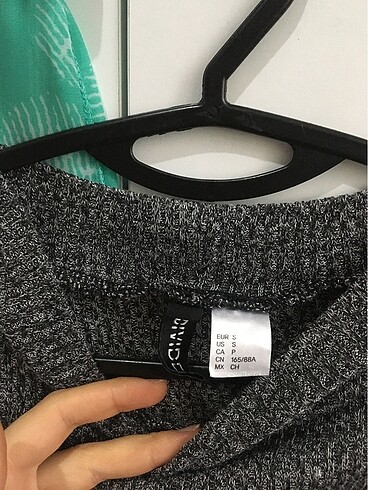 DIVIDED
EUR S
US S
CA P
CN 165/88A
MX CH